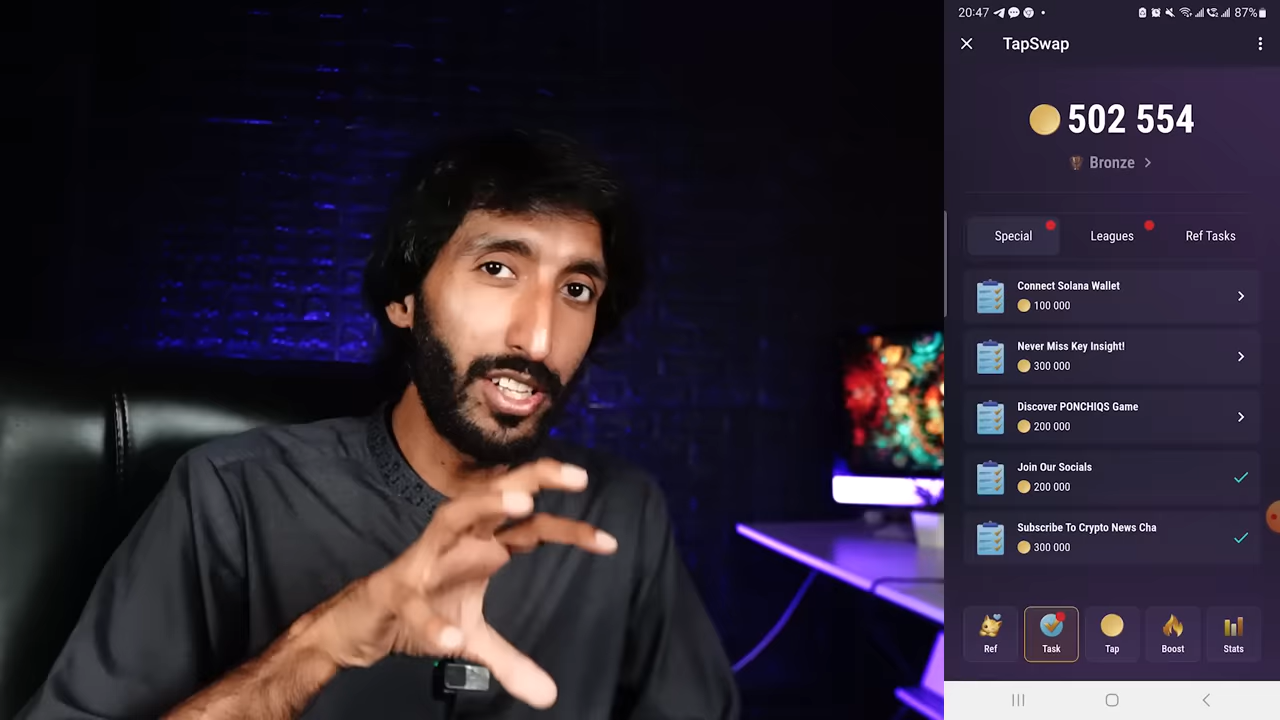 20:47
87%
TapSwap
502 554
Bronze
Special
Leagues
Ref Tasks
Connect Solana Wallet
100 000
Never Miss Key Insight!
300 000
Discover PONCHIQS Game
200 000
Join Our Socials
200 000
Subscribe To Crypto News Cha
300 000
Ref
Task
Tap
Boost
Stats